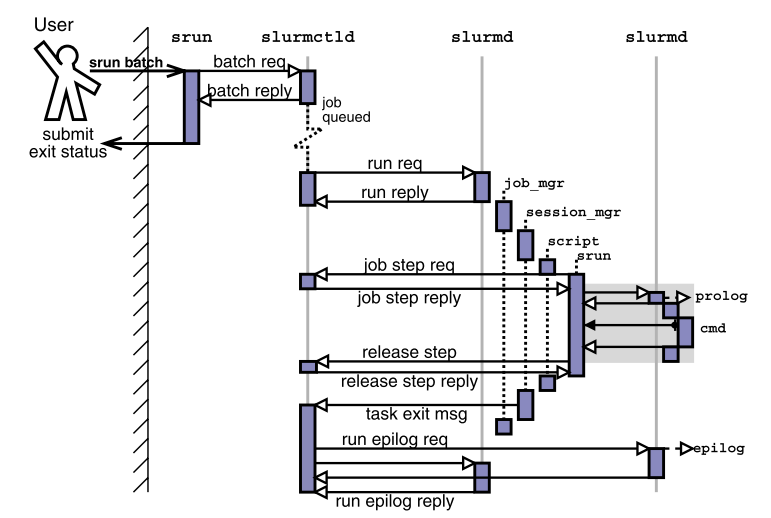 User
srun
slurmctld
slurmd
slurmd
srun batch
batch req
batch reply
job
queued
submit
exit status
run req
run reply
job_mgr
session_mgr
script
srun
job step req
job step reply
prolog
cmd
release step
release step reply
task exit msg
run epilog req
epilog
run epilog reply